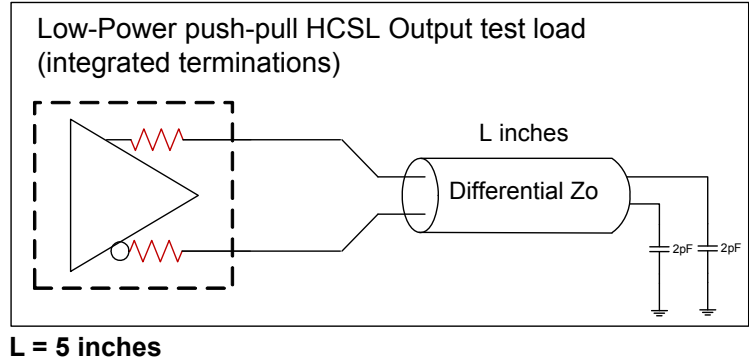 Low-Power push-pull HCSL Output test load
(integrated terminations)
L inches
Differential Zo
2pF
2pF
L = 5 inches